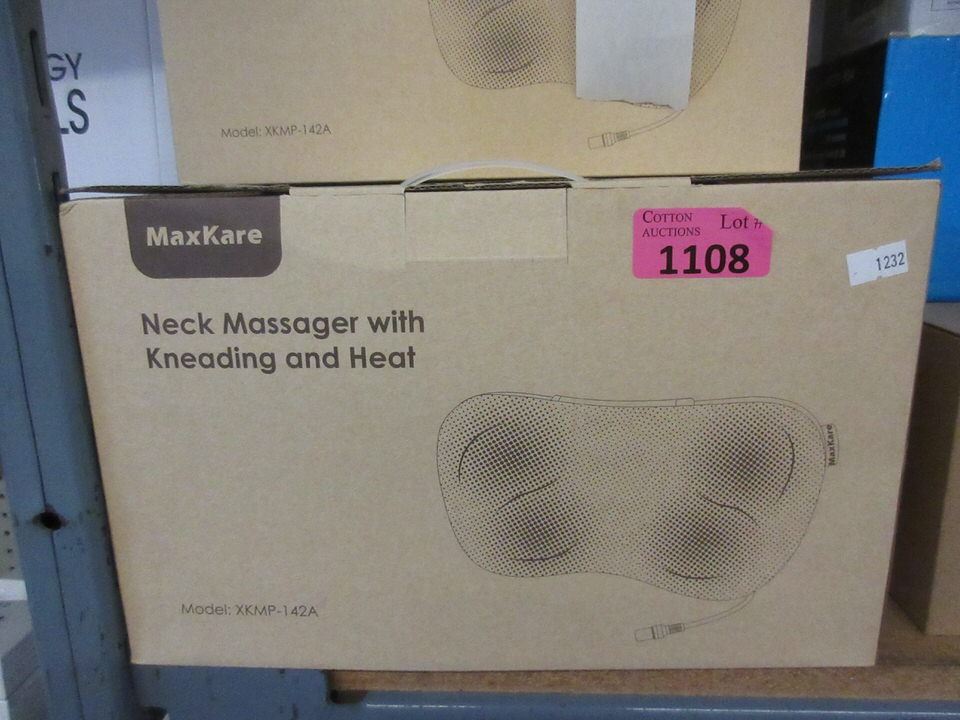 GY
LS
Model: XKMP-142A
MaxKare
COTTON AUCTIONS Lot #
1108
1232
Neck Massager with
Kneading and Heat
MaxKare
Model: XKMP-142A